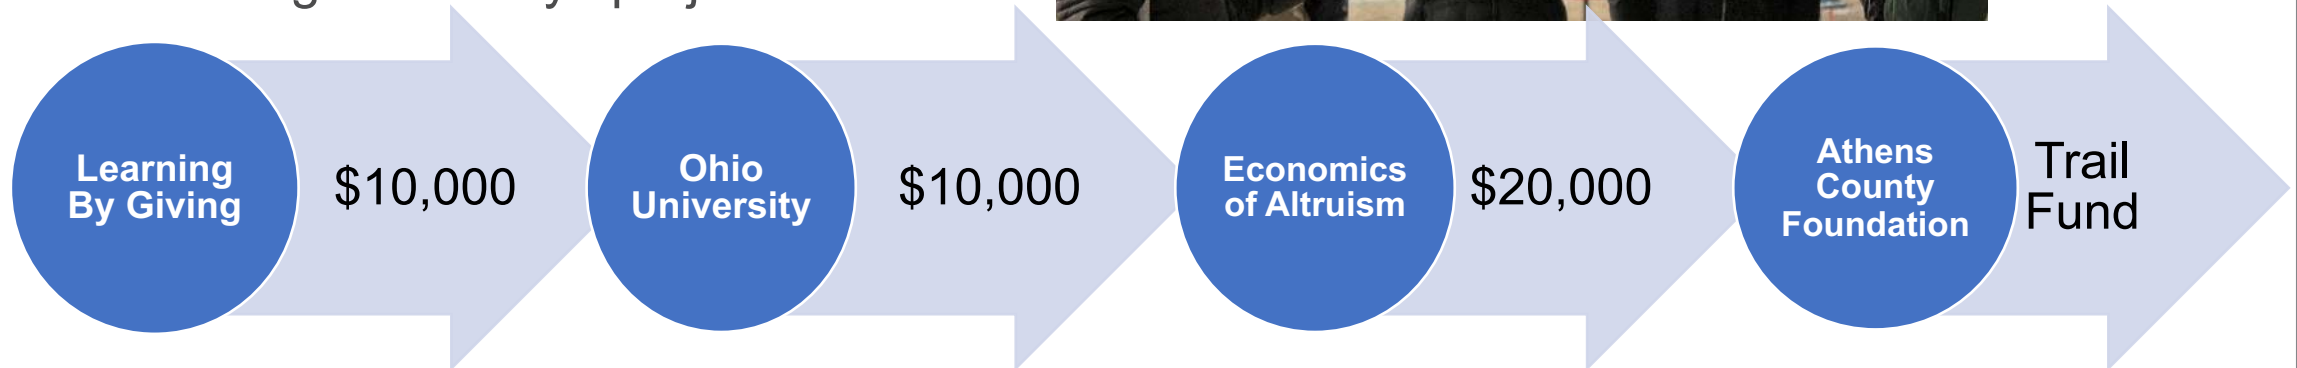 Learning
By Giving
$10,000
Ohio
University
$10,000
Economics
of Altruism
$20,000
Athens
County
Foundation
Trail
Fund